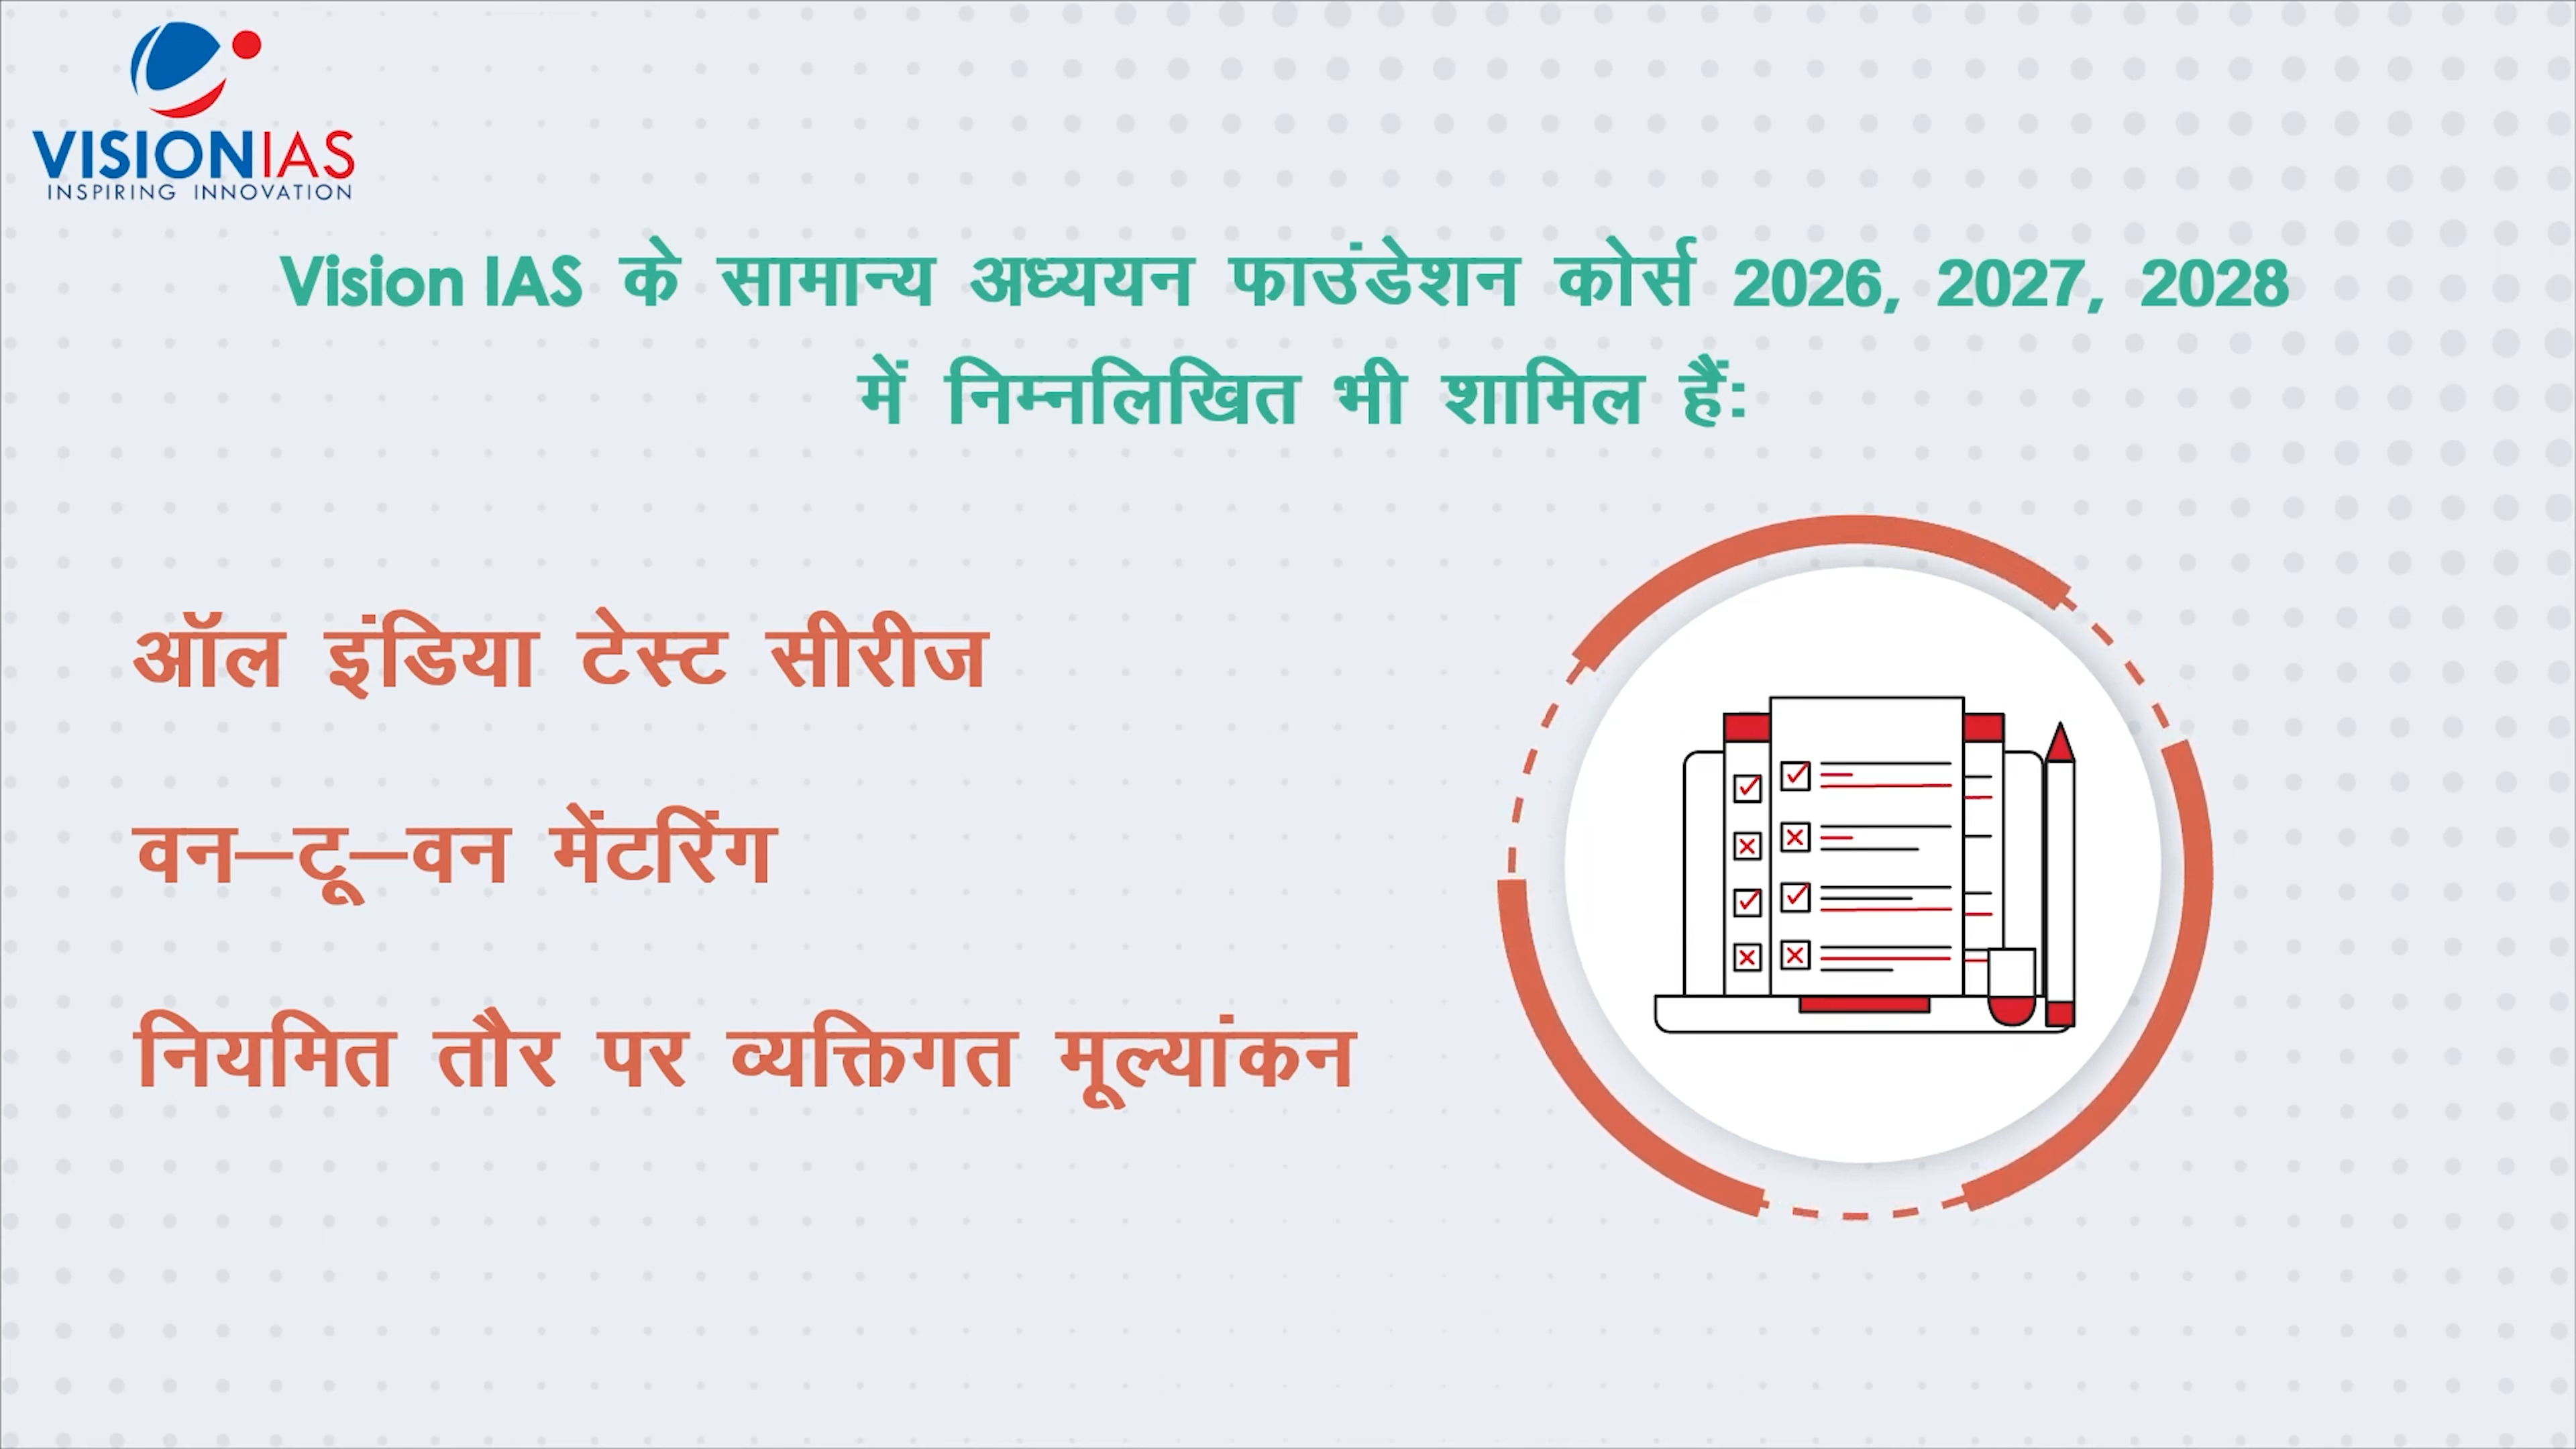 VISIONIAS
INSPIRING INNOVATION
Vision IAS के सामान्य अध्ययन फाउंडेशन कोर्स 2026, 2027, 2028
में निम्नलिखित भी शामिल हैं:
ऑल इंडिया टेस्ट सीरीज
वन–टू–वन मेंटरिंग
नियमित तौर पर व्यक्तिगत मूल्यांकन